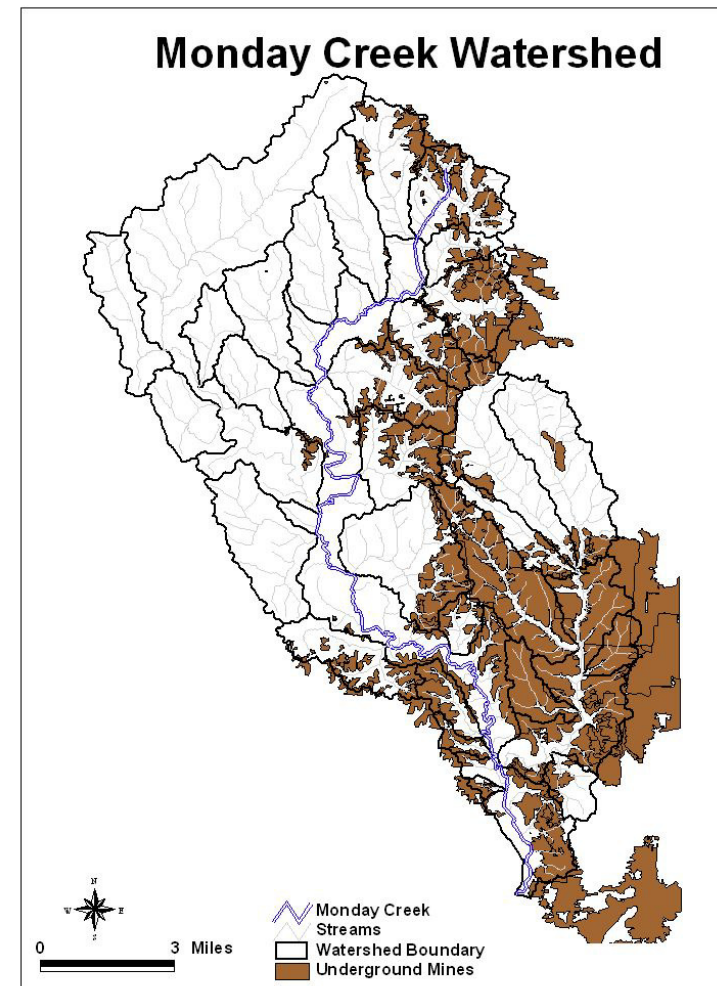 Monday Creek Watershed
N
W E
S
0 3 Miles
Monday Creek
Streams
Watershed Boundary
Underground Mines